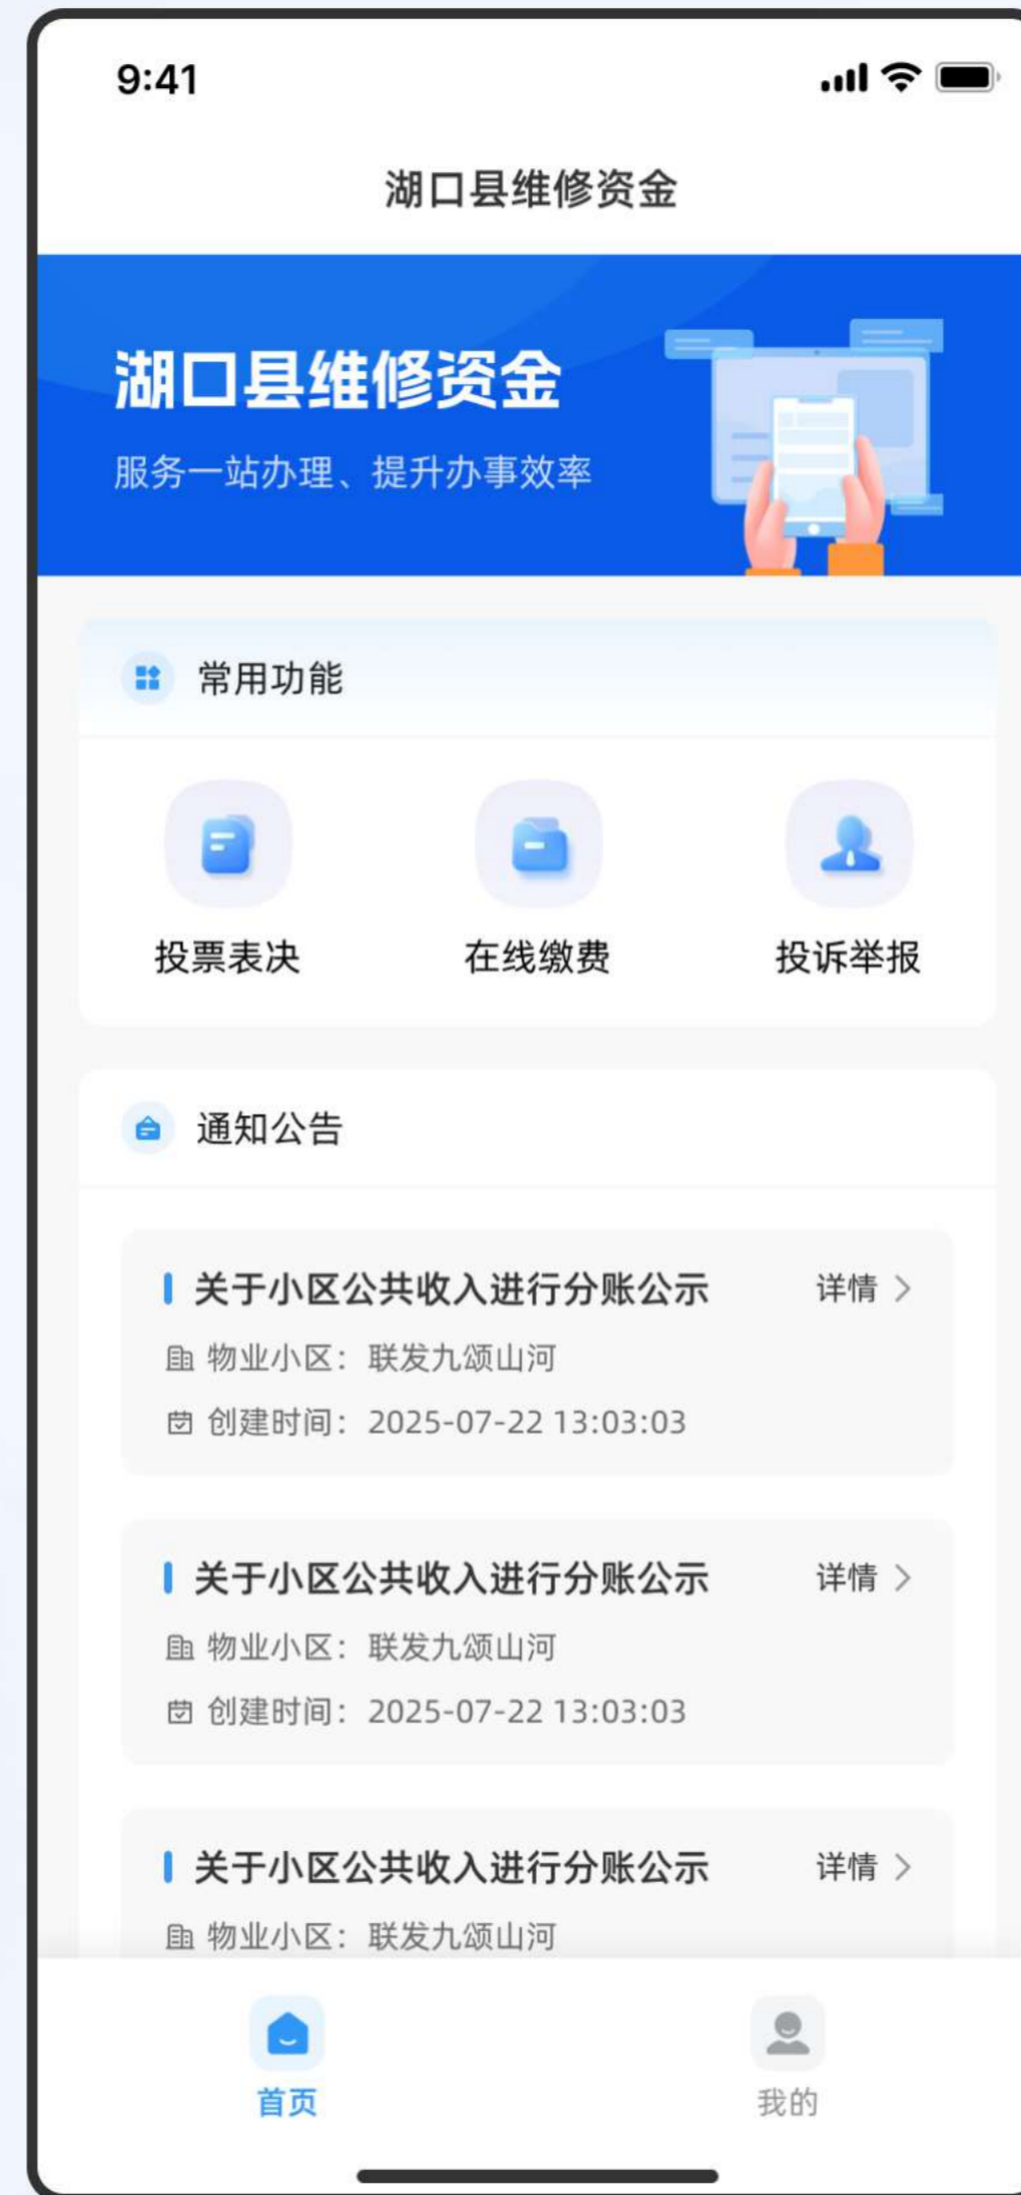 9:41
湖口县维修资金
湖口县维修资金
服务一站办理、提升办事效率
常用功能
投票表决 在线缴费 投诉举报
通知公告
关于小区公共收入进行分账公示 详情
物业小区：联发九颂山河
创建时间：2025-07-22 13:03:03
关于小区公共收入进行分账公示 详情
物业小区：联发九颂山河
创建时间：2025-07-22 13:03:03
关于小区公共收入进行分账公示 详情
物业小区：联发九颂山河
首页 我的